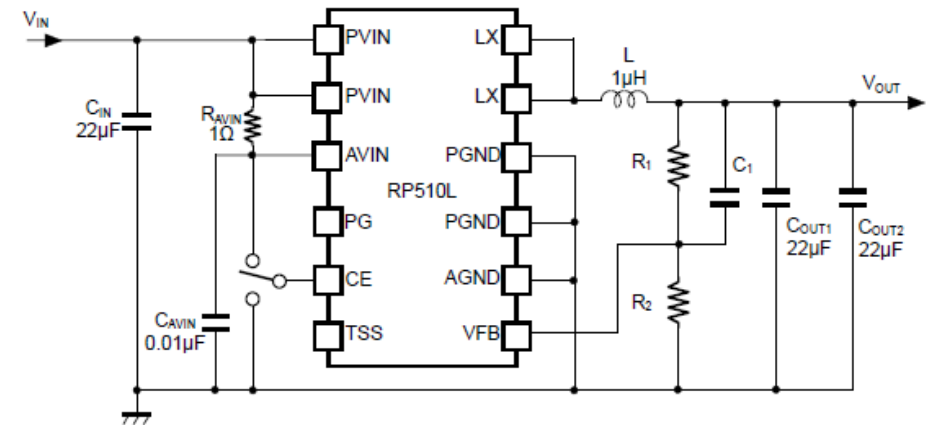 VIN
PVIN
LX
L
1μH
PVIN
LX
VOUT
CIN
22μF
RAVIN
1Ω
AVIN
PGND
R1
C1
RP510L
PG
PGND
COUT1
22μF
COUT2
22μF
CE
AGND
R2
CAVIN
0.01μF
TSS
VFB